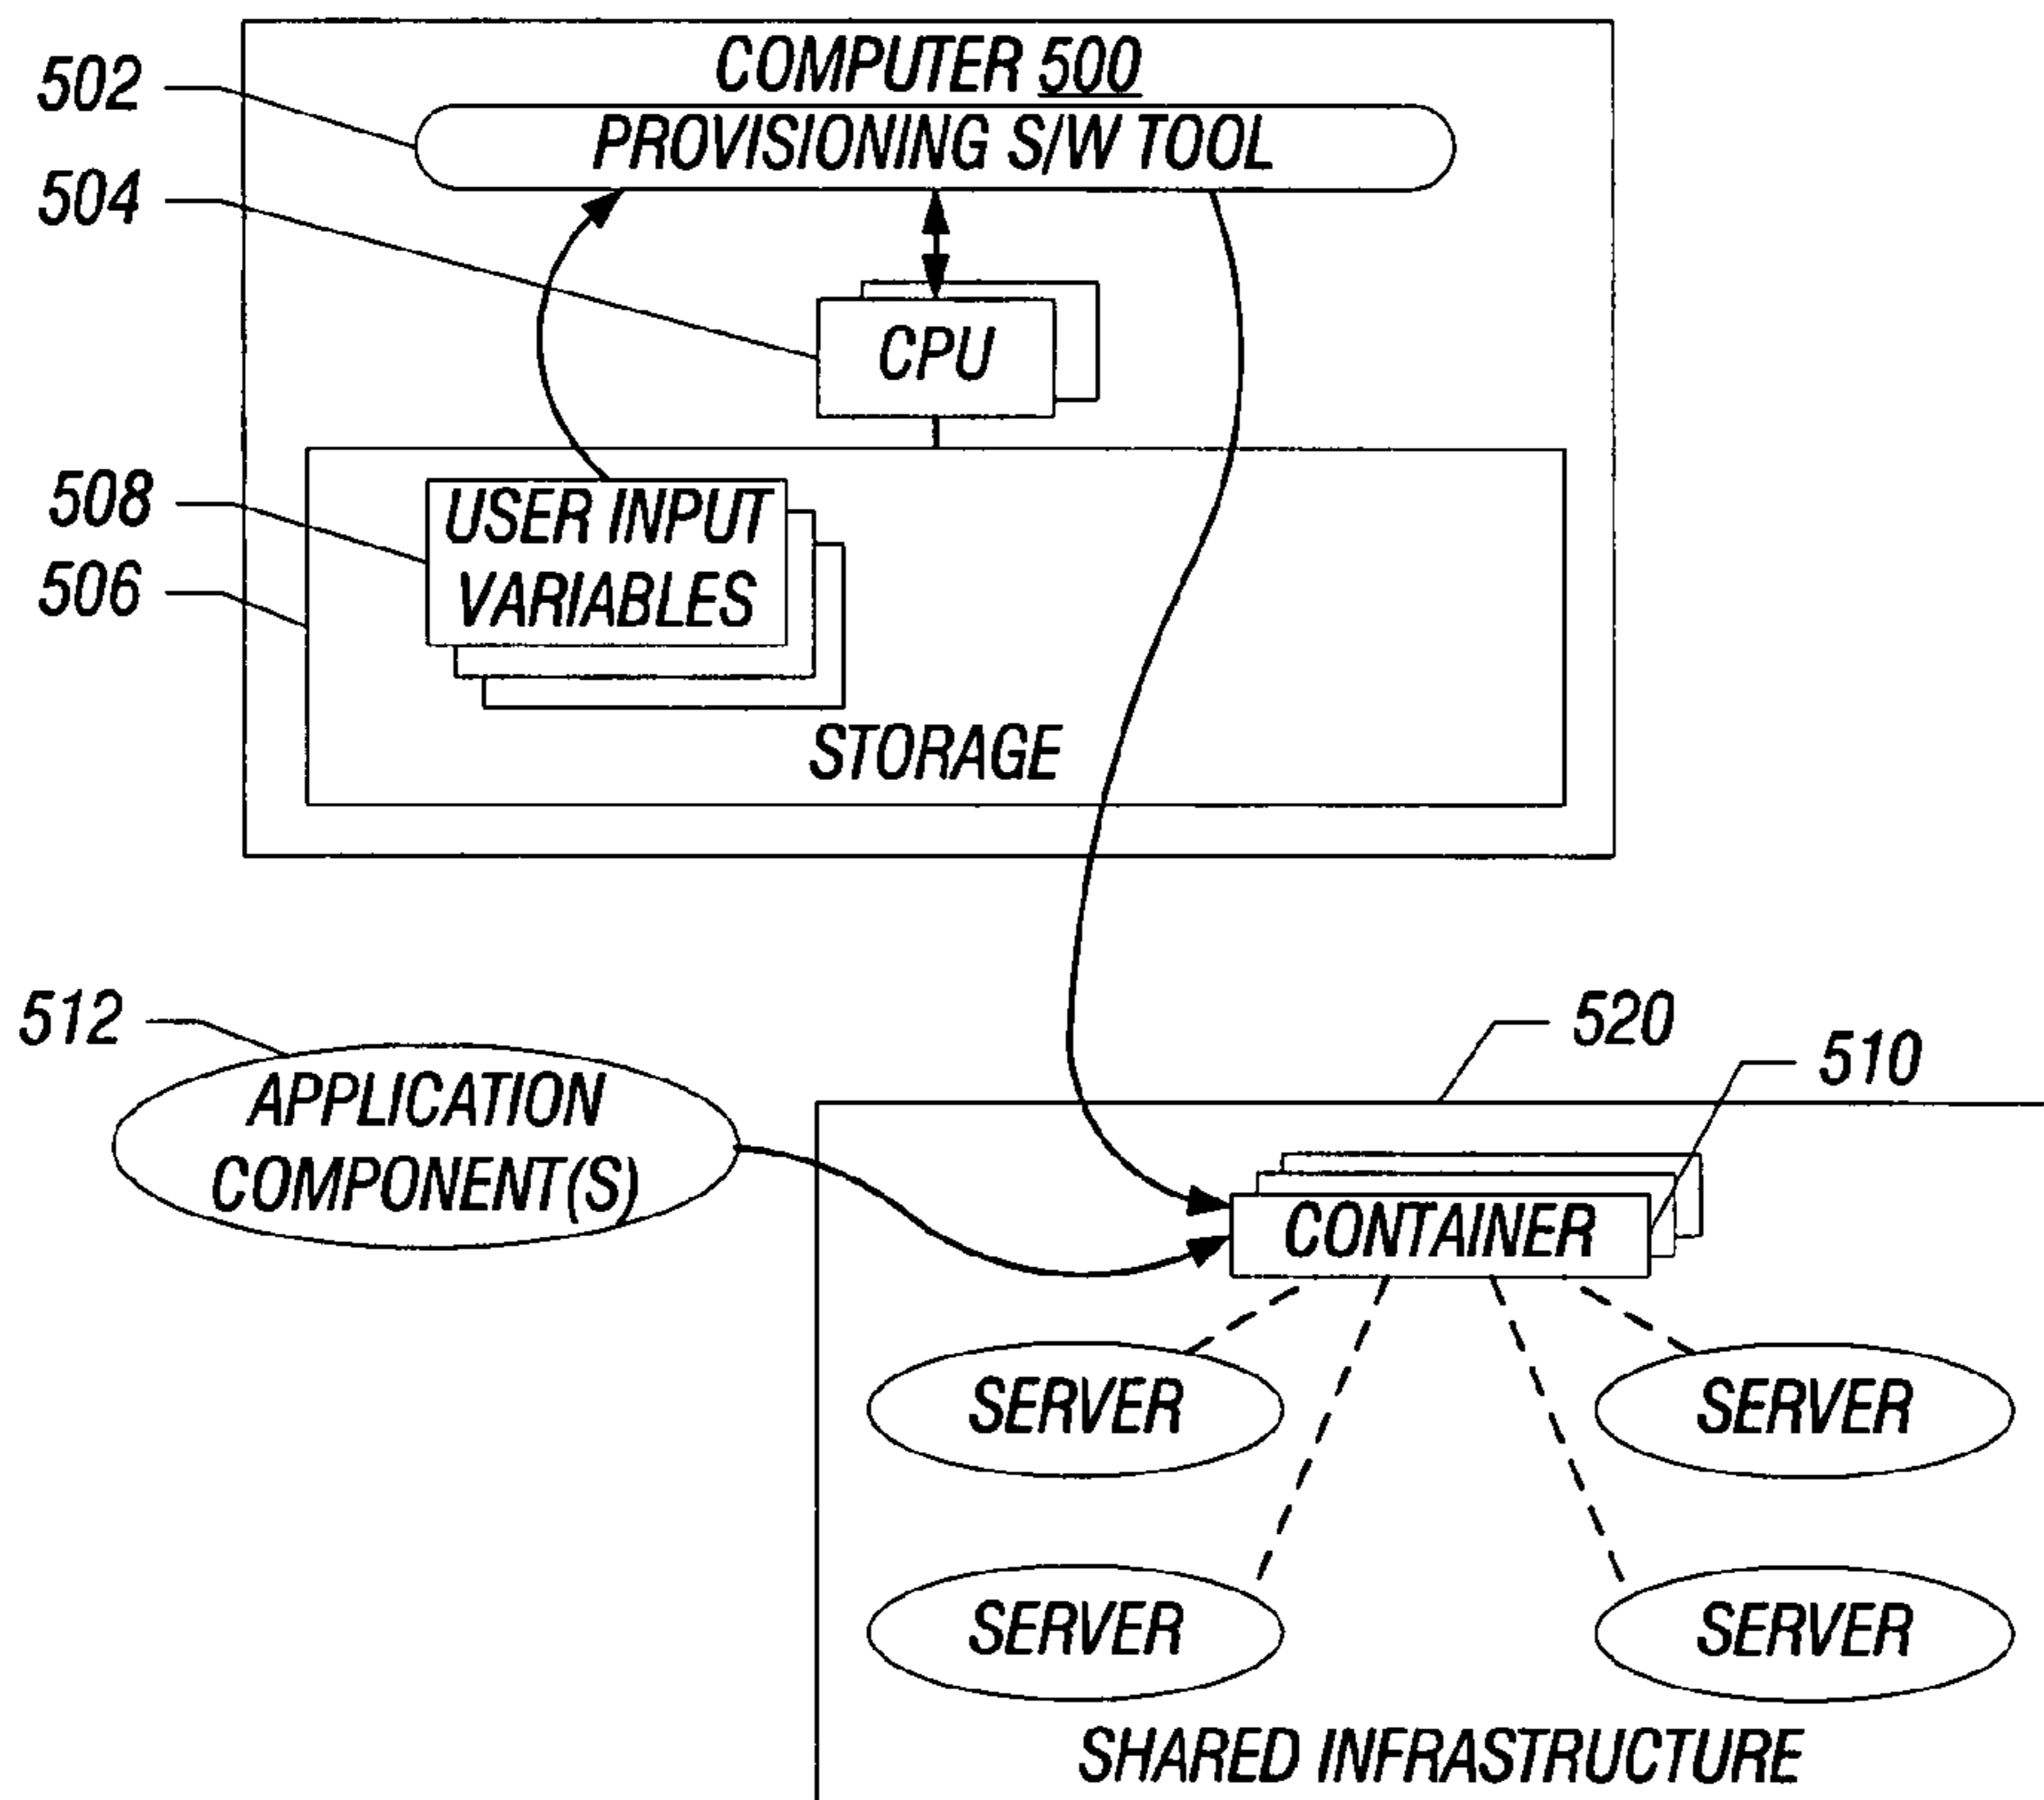 COMPUTER 500
502
PROVISIONING S/W TOOL
504
CPU
508
USER INPUT
VARIABLES
506
STORAGE
512
APPLICATION
COMPONENT(S)
520
510
CONTAINER
SERVER
SERVER
SERVER
SERVER
SHARED INFRASTRUCTURE